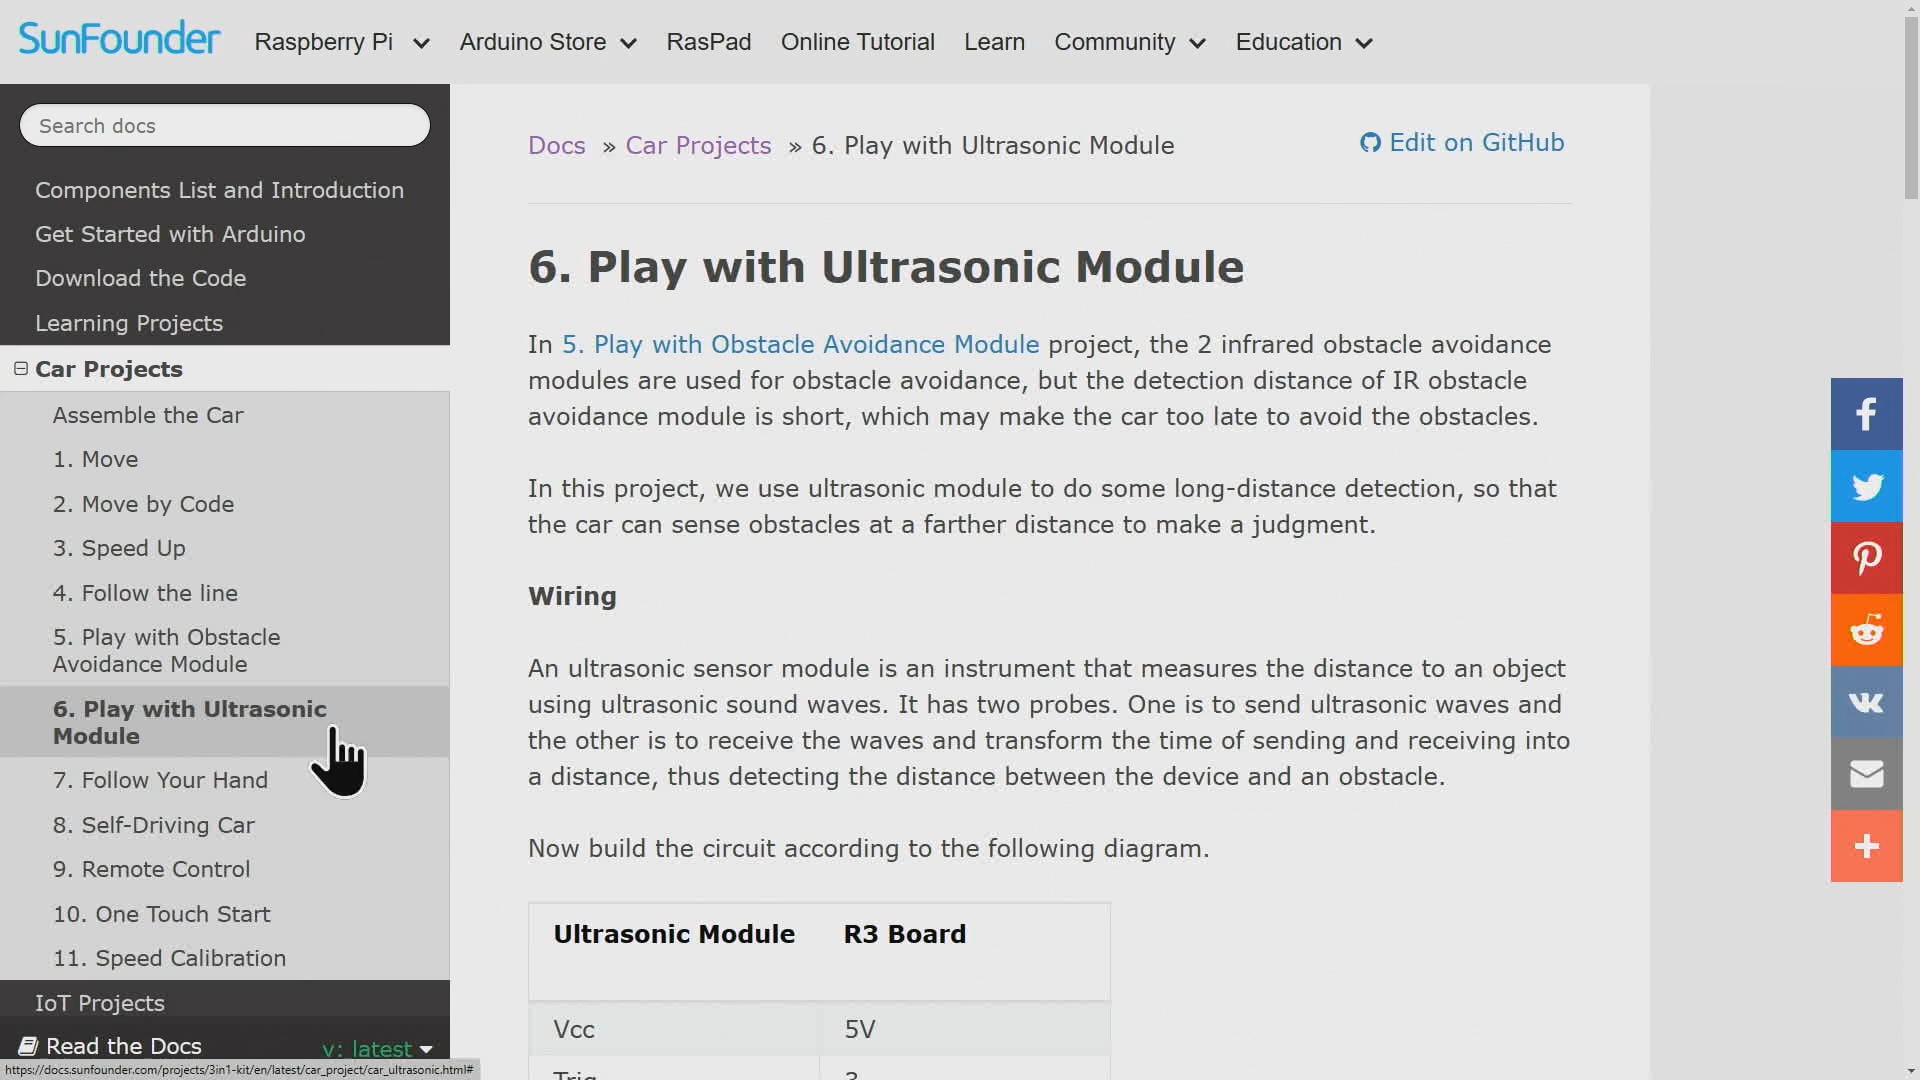 SunFounder
Raspberry Pi
Arduino Store
RasPad
Online Tutorial
Learn
Community
Education
Search docs
Components List and Introduction
Get Started with Arduino
Download the Code
Learning Projects
Car Projects
Assemble the Car
1. Move
2. Move by Code
3. Speed Up
4. Follow the line
5. Play with Obstacle
Avoidance Module
6. Play with Ultrasonic
Module
7. Follow Your Hand
8. Self-Driving Car
9. Remote Control
10. One Touch Start
11. Speed Calibration
IoT Projects
Read the Docs
v: latest
https://docs.sunfounder.com/projects/3in1-kit/en/latest/car_project/car_ultrasonic.html#
Docs » Car Projects » 6. Play with Ultrasonic Module
Edit on GitHub
6. Play with Ultrasonic Module
In 5. Play with Obstacle Avoidance Module project, the 2 infrared obstacle avoidance
modules are used for obstacle avoidance, but the detection distance of IR obstacle
avoidance module is short, which may make the car too late to avoid the obstacles.
In this project, we use ultrasonic module to do some long-distance detection, so that
the car can sense obstacles at a farther distance to make a judgment.
Wiring
An ultrasonic sensor module is an instrument that measures the distance to an object
using ultrasonic sound waves. It has two probes. One is to send ultrasonic waves and
the other is to receive the waves and transform the time of sending and receiving into
a distance, thus detecting the distance between the device and an obstacle.
Now build the circuit according to the following diagram.
Ultrasonic Module R3 Board
Vcc 5V
Trig 3